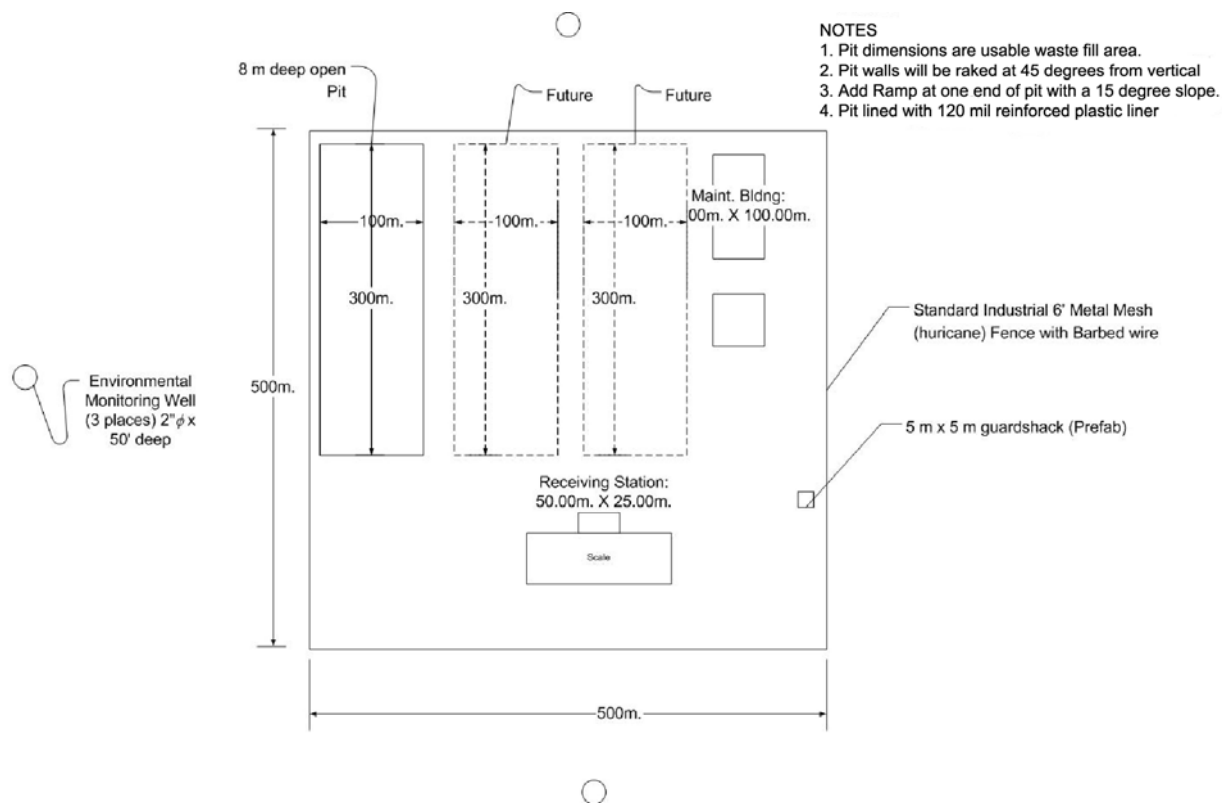 NOTES
1. Pit dimensions are usable waste fill area.
2. Pit walls will be raked at 45 degrees from vertical
3. Add Ramp at one end of pit with a 15 degree slope.
4. Pit lined with 120 mil reinforced plastic liner
8 m deep open
Pit
Future
Future
Maint. Bldng:
00m. X 100.00m.
100m.
100m.
100m.
300m.
300m.
300m.
Standard Industrial 6' Metal Mesh
(huricane) Fence with Barbed wire
Environmental
Monitoring Well
(3 places) 2"ϕ x
50' deep
500m.
5 m x 5 m guardshack (Prefab)
Receiving Station:
50.00m. X 25.00m.
Scale
500m.